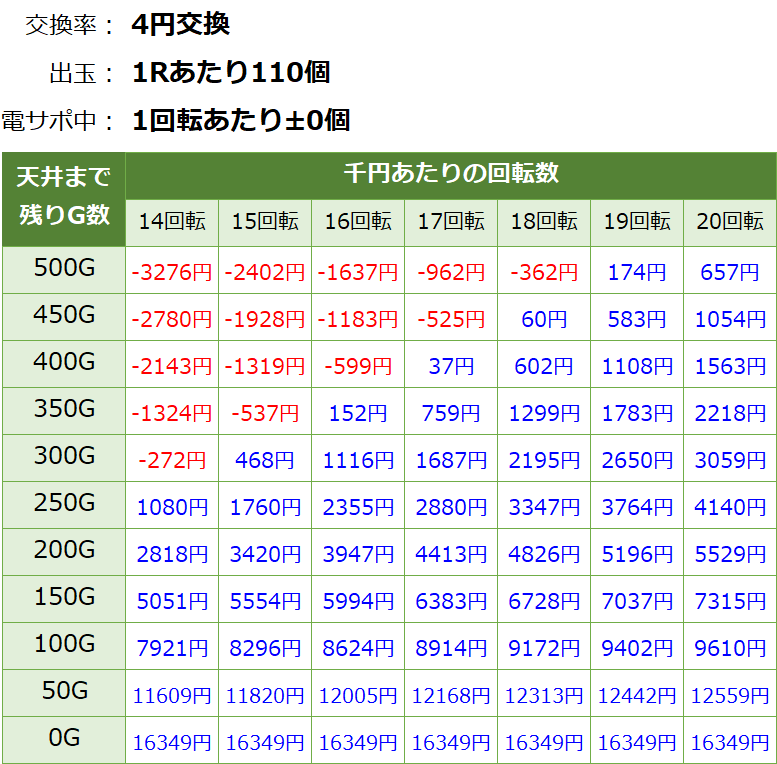 交換率： 4円交換
出玉： 1Rあたり110個
電サポ中： 1回転あたり±0個
天井まで残りG数 千円あたりの回転数
14回転 15回転 16回転 17回転 18回転 19回転 20回転
500G -3276円 -2402円 -1637円 -962円 -362円 174円 657円
450G -2780円 -1928円 -1183円 -525円 60円 583円 1054円
400G -2143円 -1319円 -599円 37円 602円 1108円 1563円
350G -1324円 -537円 152円 759円 1299円 1783円 2218円
300G -272円 468円 1116円 1687円 2195円 2650円 3059円
250G 1080円 1760円 2355円 2880円 3347円 3764円 4140円
200G 2818円 3420円 3947円 4413円 4826円 5196円 5529円
150G 5051円 5554円 5994円 6383円 6728円 7037円 7315円
100G 7921円 8296円 8624円 8914円 9172円 9402円 9610円
50G 11609円 11820円 12005円 12168円 12313円 12442円 12559円
0G 16349円 16349円 16349円 16349円 16349円 16349円 16349円